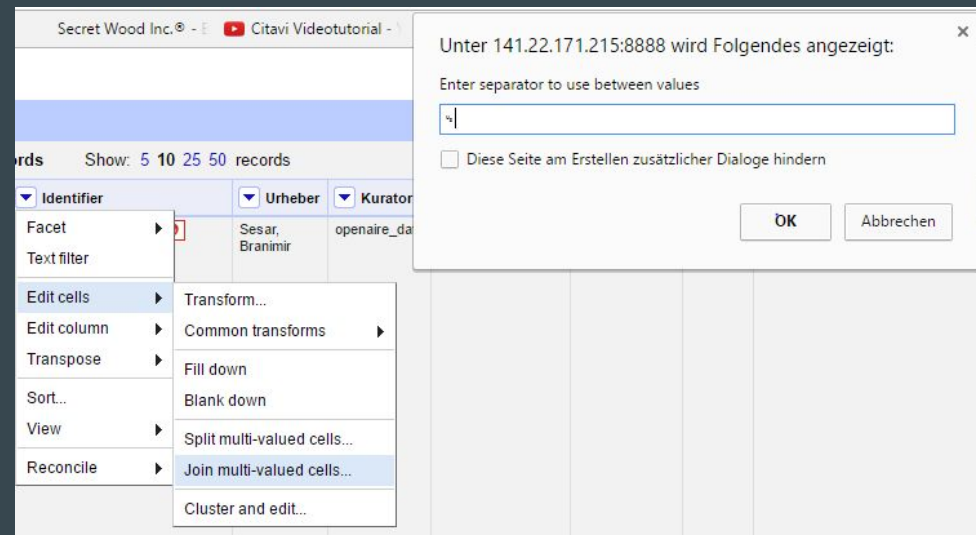 Secret Wood Inc.® - E
Citavi Videotutorial - Y
Unter 141.22.171.215:8888 wird Folgendes angezeigt:
Enter separator to use between values
Diese Seite am Erstellen zusätzlicher Dialoge hindern
OK
Abbrechen
Show: 5 10 25 50 records
Identifier
Urheber
Kurator
Sesar,
Branimir
Facet
Text filter
Edit cells
Edit column
Transpose
Sort...
View
Reconcile
Transform...
Common transforms
Fill down
Blank down
Split multi-valued cells...
Join multi-valued cells...
Cluster and edit...